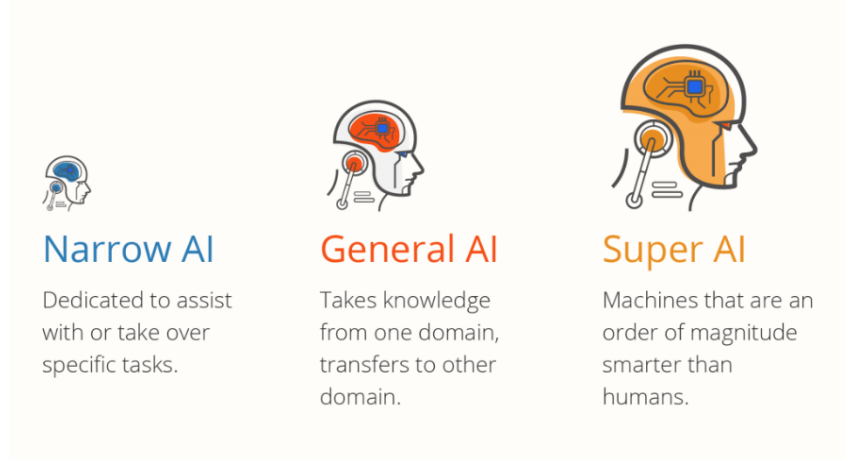 Narrow AI
Dedicated to assist
with or take over
specific tasks.
General AI
Takes knowledge
from one domain,
transfers to other
domain.
Super AI
Machines that are an
order of magnitude
smarter than
humans.